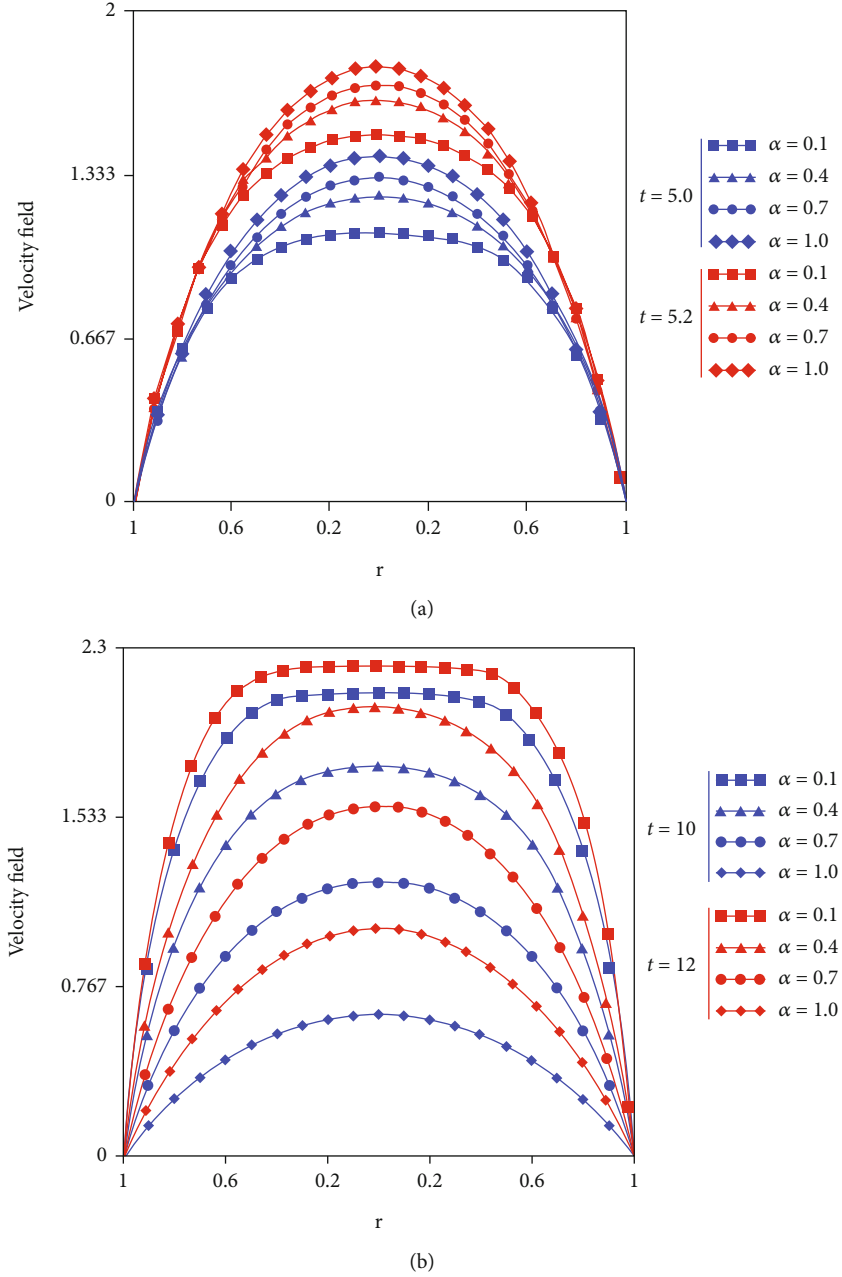 2
1.333
0.667
0
Velocity field
1 0.6 0.2 0.2 0.6 1
r
t = 5.0
α = 0.1
α = 0.4
α = 0.7
α = 1.0
t = 5.2
α = 0.1
α = 0.4
α = 0.7
α = 1.0
(a)
2.3
1.533
0.767
0
Velocity field
1 0.6 0.2 0.2 0.6 1
r
t = 10
α = 0.1
α = 0.4
α = 0.7
α = 1.0
t = 12
α = 0.1
α = 0.4
α = 0.7
α = 1.0
(b)